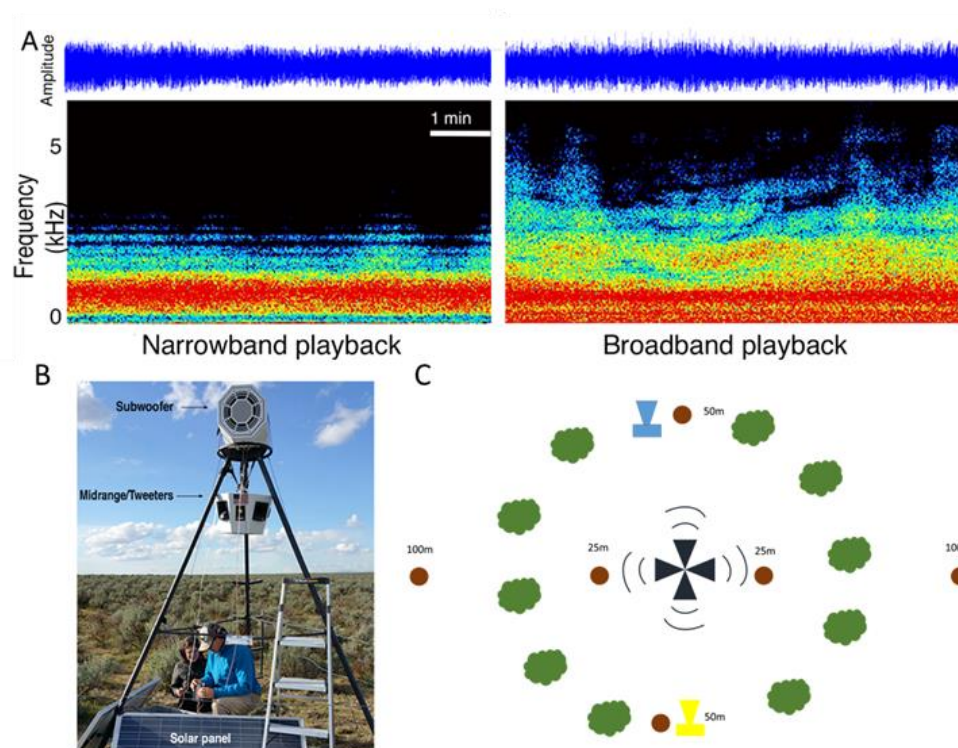 A
Amplitude
1 min
5
Frequency
(kHz)
0
Narrowband playback
Broadband playback
B
Subwoofer
Midrange/Tweeters
Solar panel
C
50m
100m
25m
25m
50m